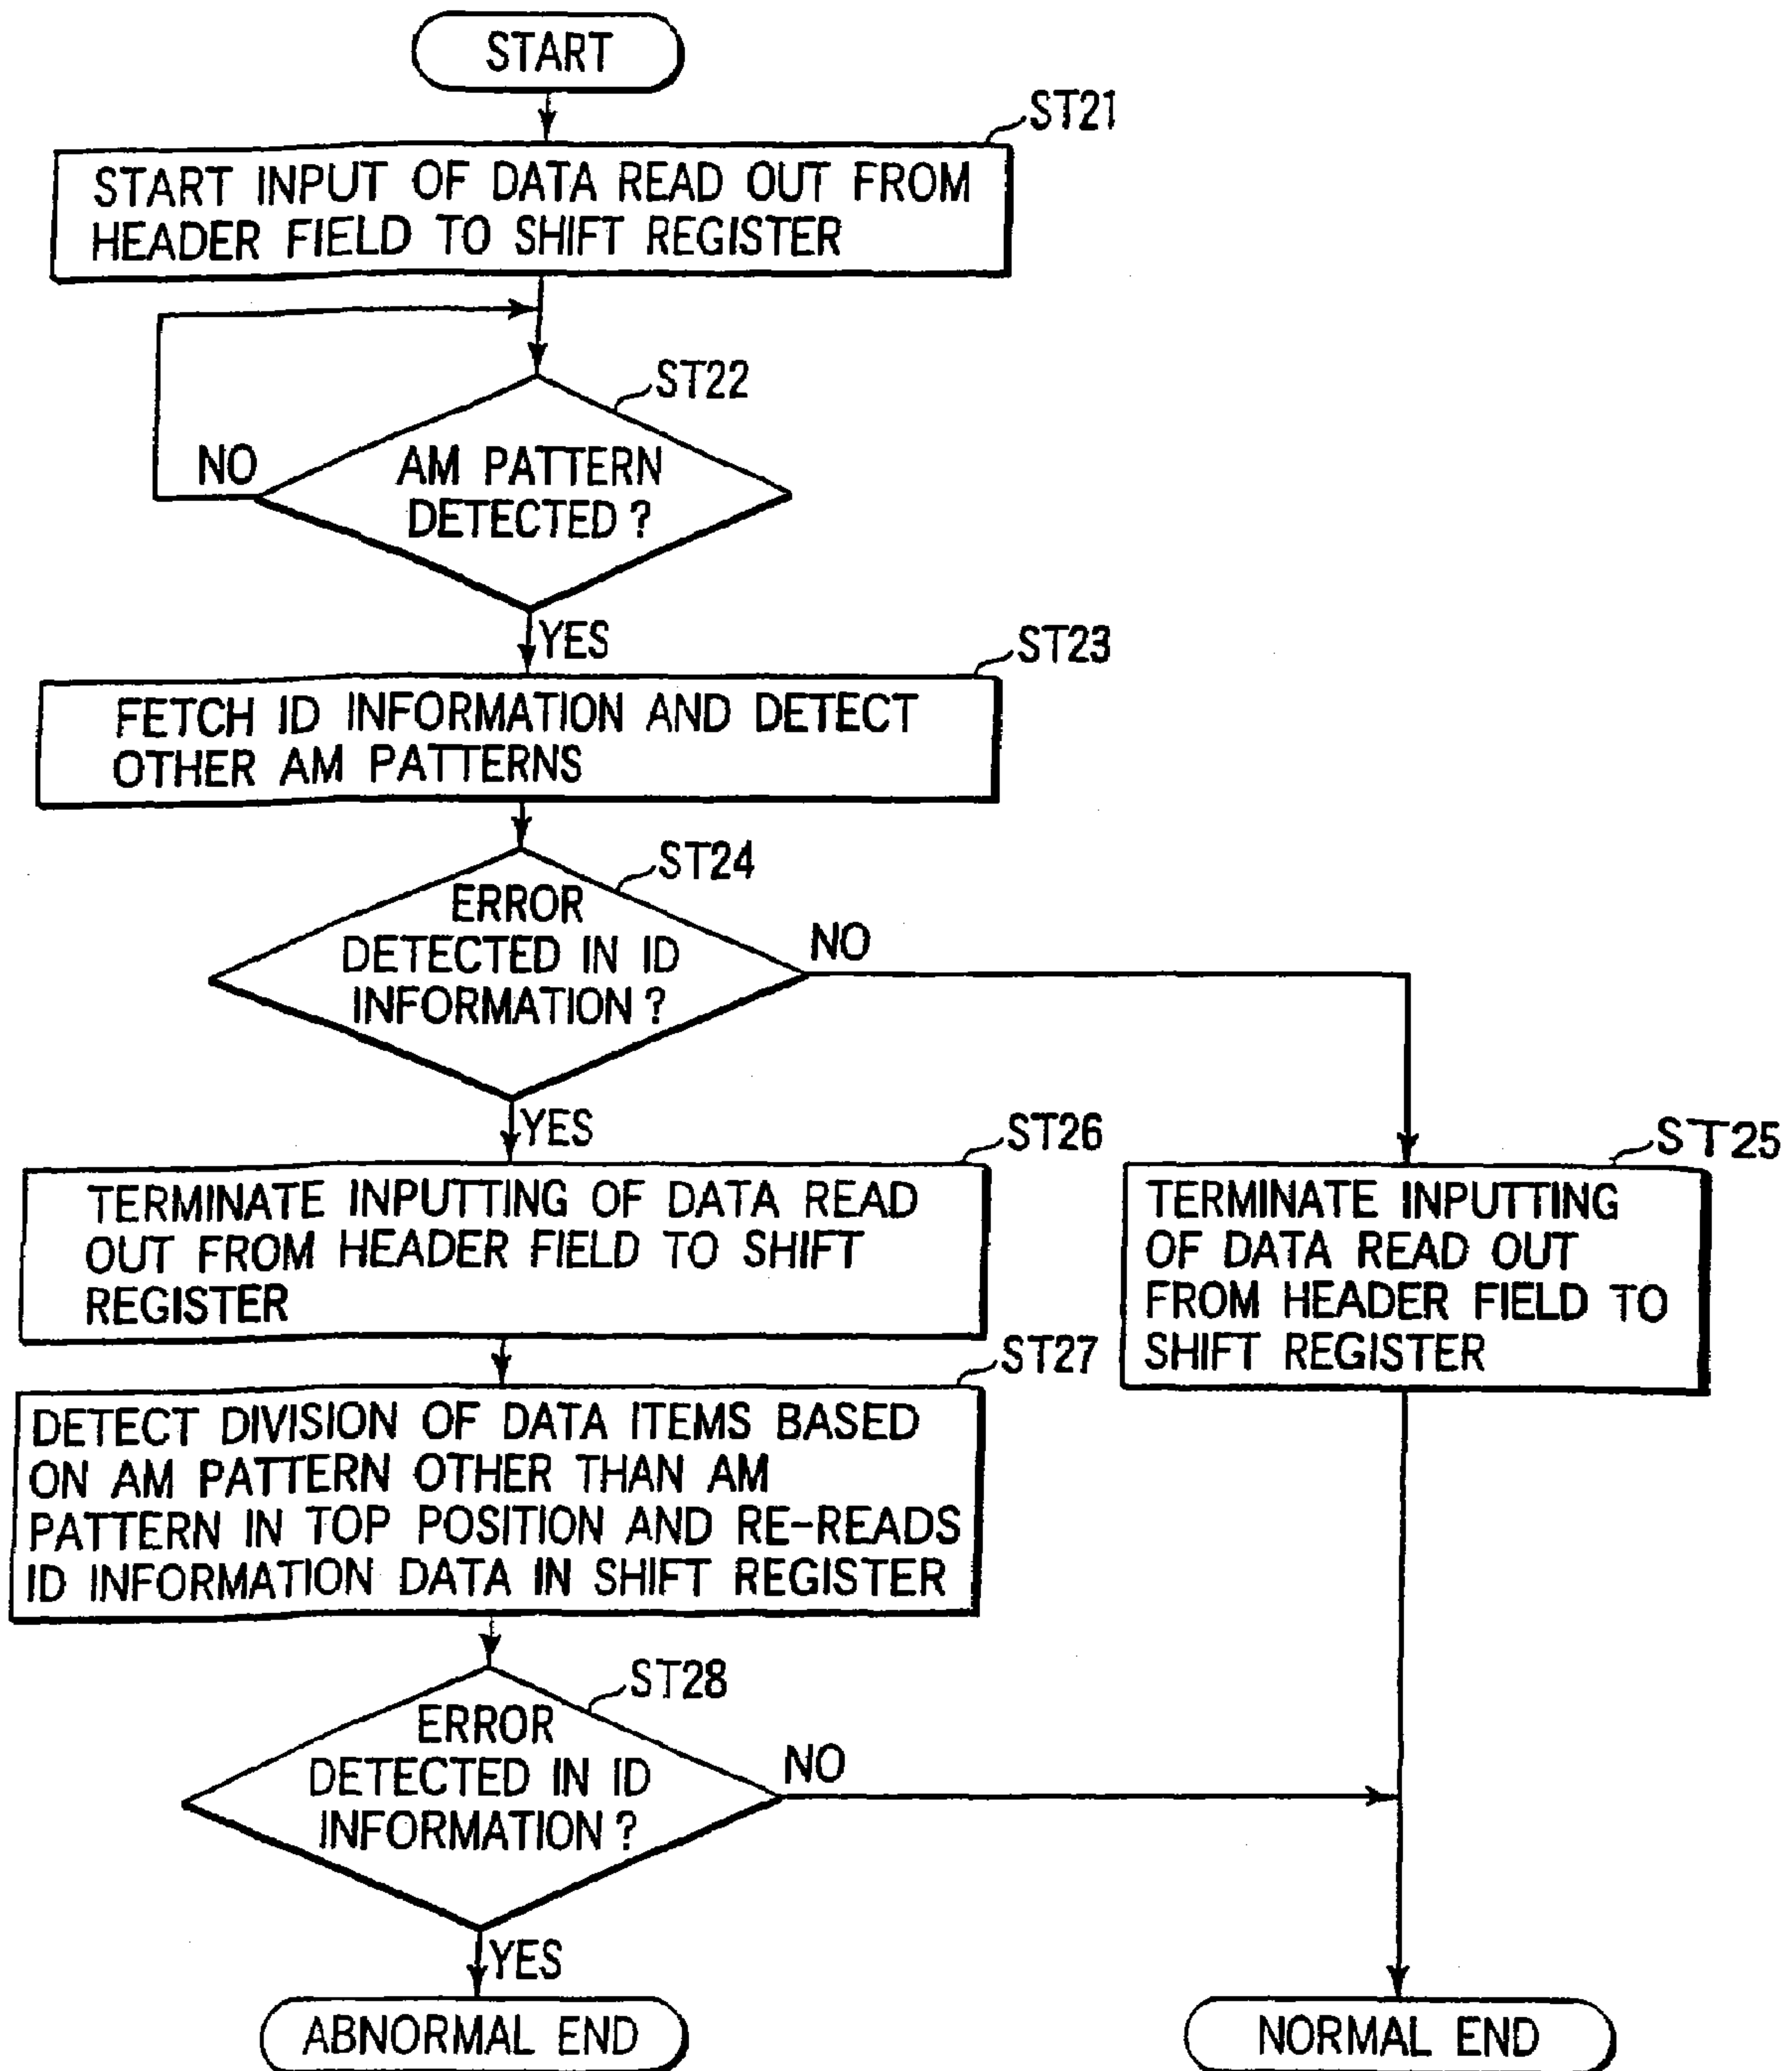 START
ST21
START INPUT OF DATA READ OUT FROM
HEADER FIELD TO SHIFT REGISTER
ST22
NO
AM PATTERN
DETECTED?
YES
ST23
FETCH ID INFORMATION AND DETECT
OTHER AM PATTERNS
ST24
ERROR
DETECTED IN ID
INFORMATION?
NO
YES
ST26
TERMINATE INPUTTING OF DATA READ
OUT FROM HEADER FIELD TO SHIFT
REGISTER
ST25
TERMINATE INPUTTING
OF DATA READ OUT
FROM HEADER FIELD TO
SHIFT REGISTER
ST27
DETECT DIVISION OF DATA ITEMS BASED
ON AM PATTERN OTHER THAN AM
PATTERN IN TOP POSITION AND RE-READS
ID INFORMATION DATA IN SHIFT REGISTER
ST28
ERROR
DETECTED IN ID
INFORMATION?
NO
YES
ABNORMAL END
NORMAL END